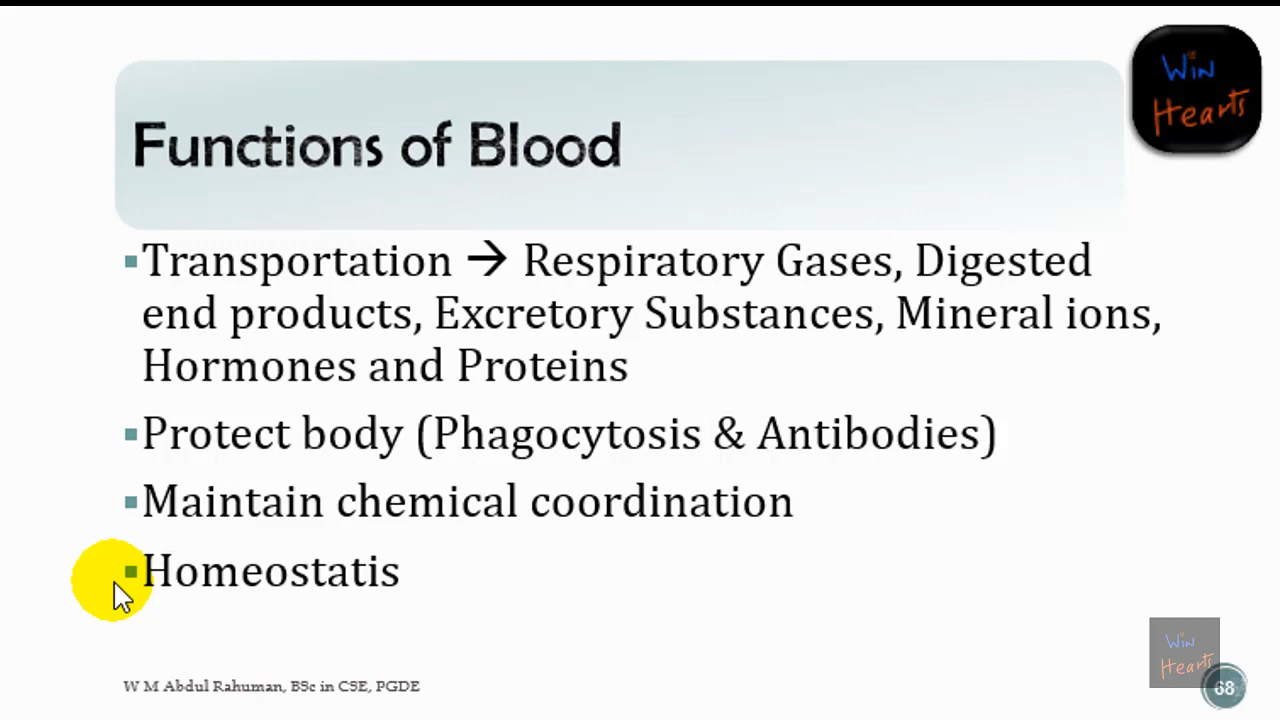 Win
Hearts
Functions of Blood
▪Transportation → Respiratory Gases, Digested
end products, Excretory Substances, Mineral ions,
Hormones and Proteins
▪Protect body (Phagocytosis & Antibodies)
▪Maintain chemical coordination
▪Homeostatis
Win
Hearts
W M Abdul Rahuman, BSc in CSE, PGDE
68